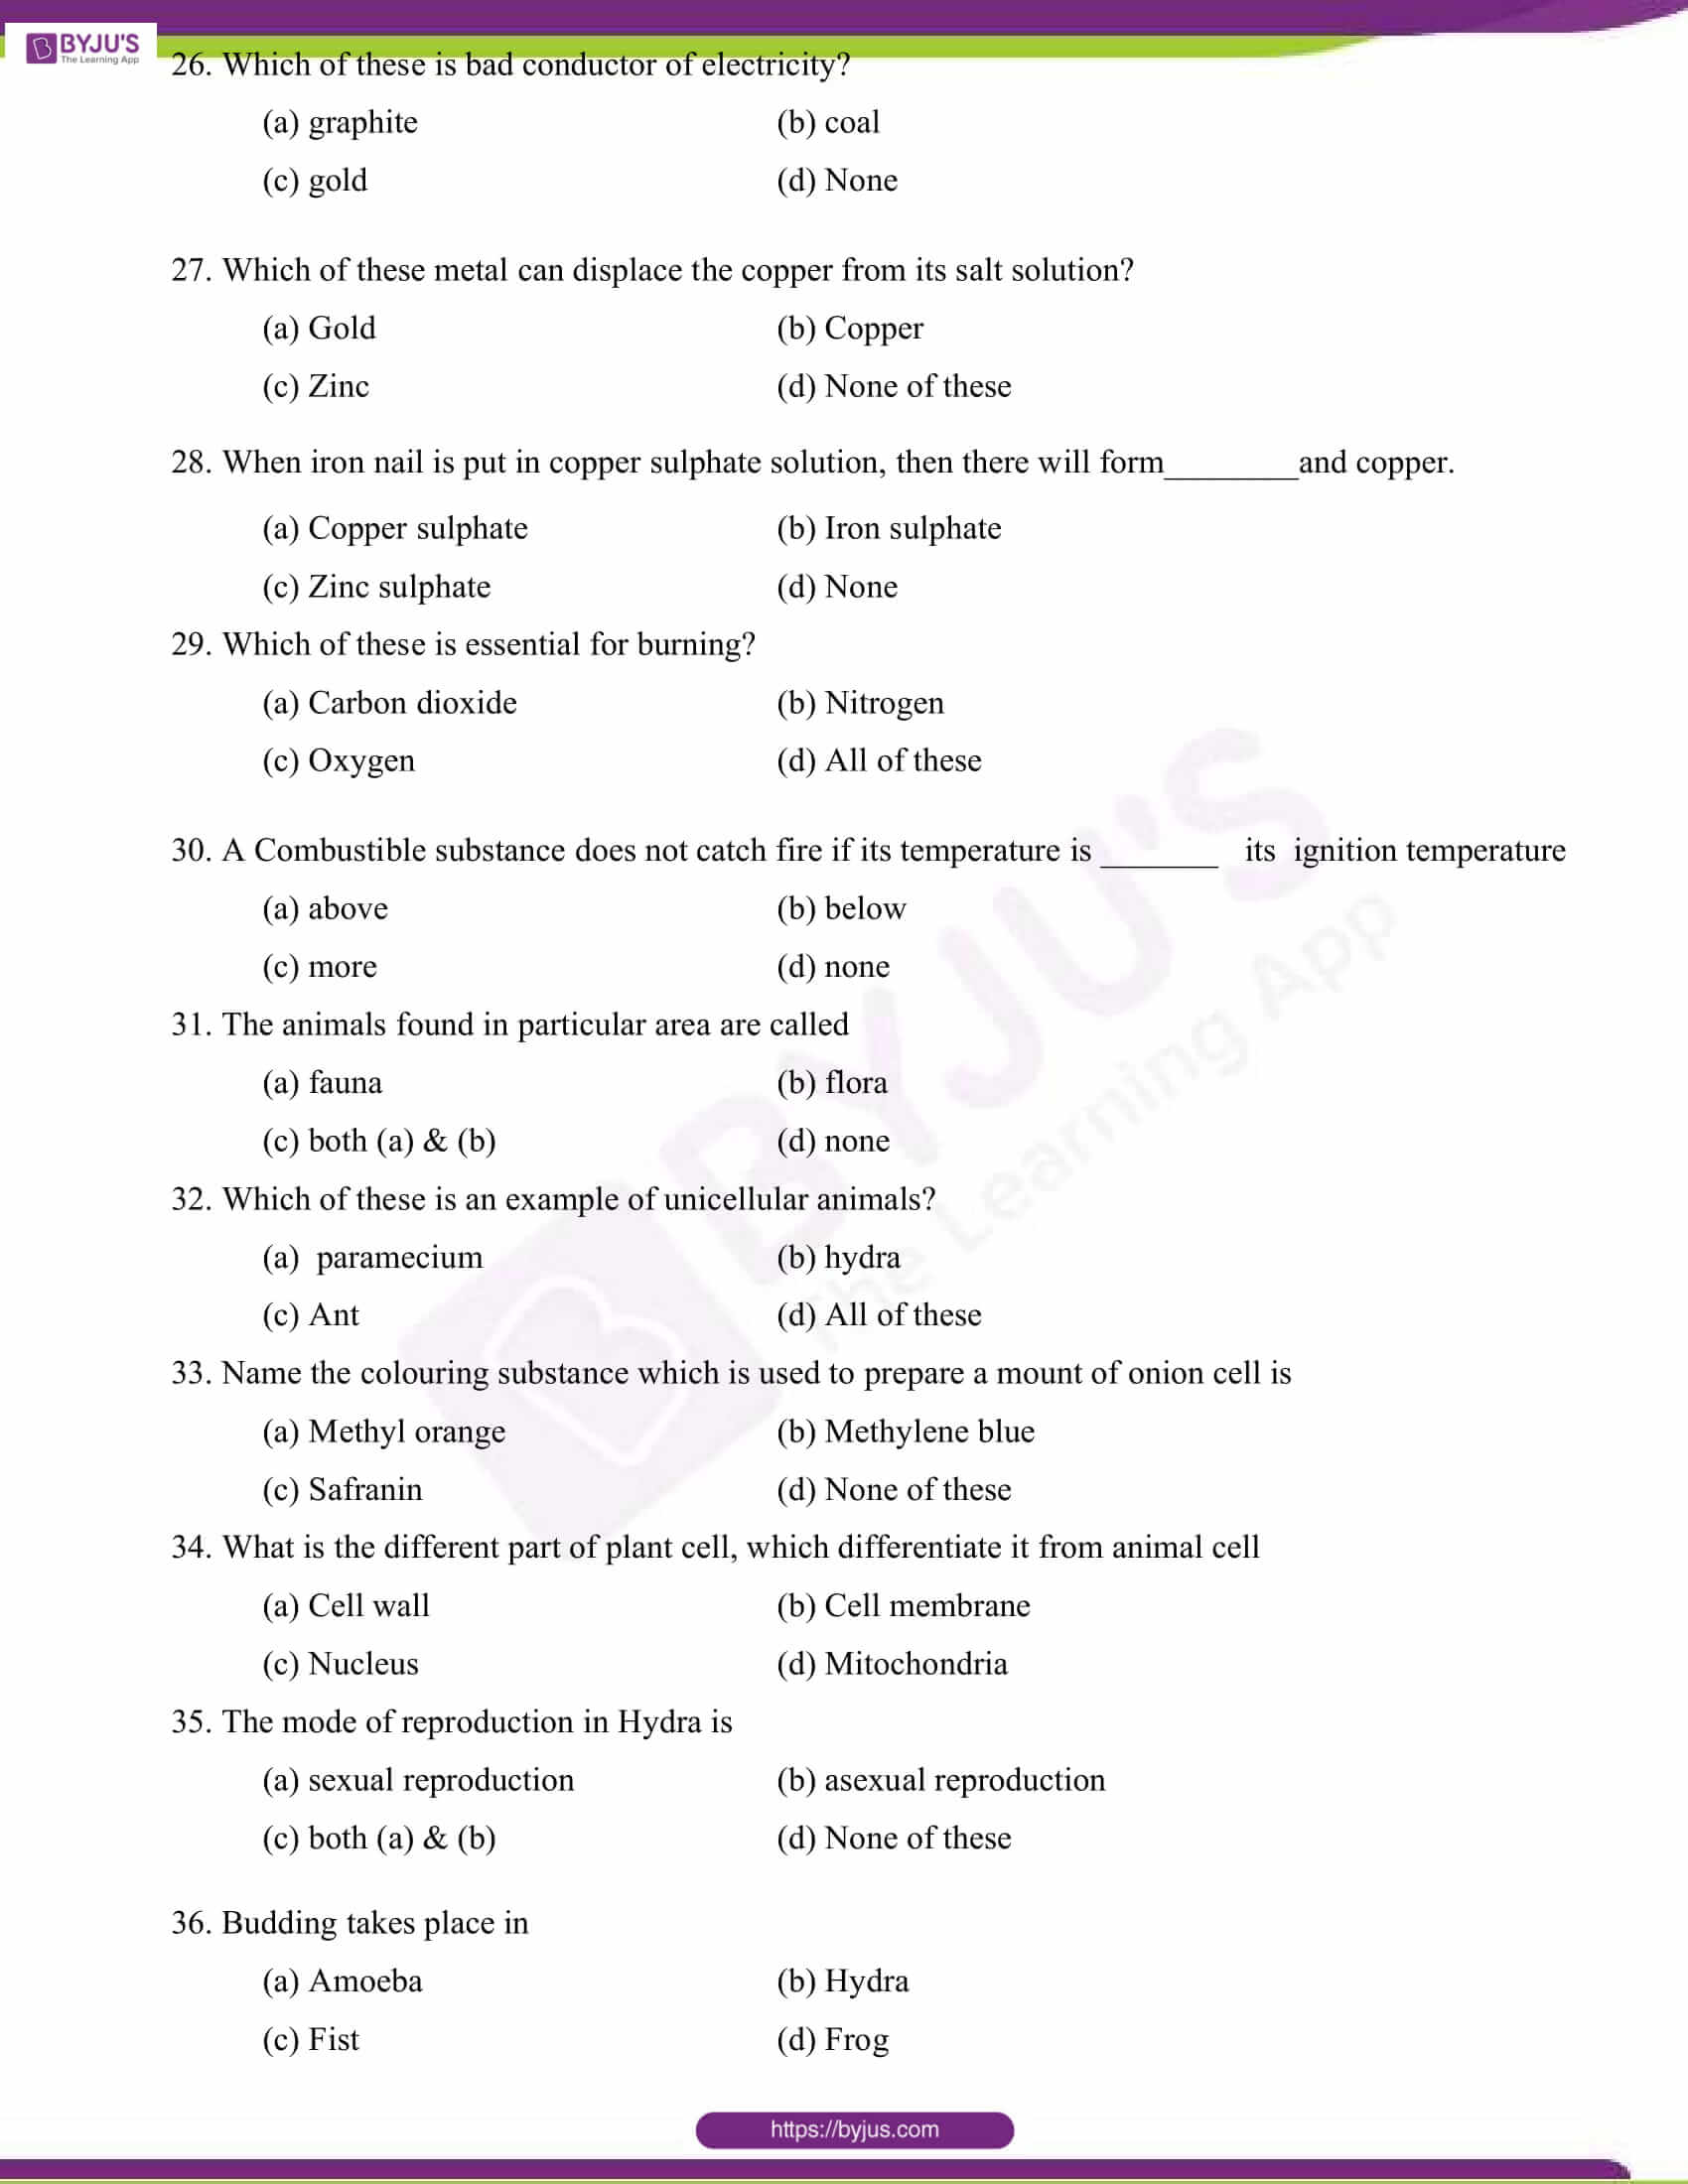 BYJU'S
The Learning App
26. Which of these is bad conductor of electricity?
(a) graphite (b) coal
(c) gold (d) None
27. Which of these metal can displace the copper from its salt solution?
(a) Gold (b) Copper
(c) Zinc (d) None of these
28. When iron nail is put in copper sulphate solution, then there will form________and copper.
(a) Copper sulphate (b) Iron sulphate
(c) Zinc sulphate (d) None
29. Which of these is essential for burning?
(a) Carbon dioxide (b) Nitrogen
(c) Oxygen (d) All of these
30. A Combustible substance does not catch fire if its temperature is _______ its ignition temperature
(a) above (b) below
(c) more (d) none
31. The animals found in particular area are called
(a) fauna (b) flora
(c) both (a) & (b) (d) none
32. Which of these is an example of unicellular animals?
(a) paramecium (b) hydra
(c) Ant (d) All of these
33. Name the colouring substance which is used to prepare a mount of onion cell is
(a) Methyl orange (b) Methylene blue
(c) Safranin (d) None of these
34. What is the different part of plant cell, which differentiate it from animal cell
(a) Cell wall (b) Cell membrane
(c) Nucleus (d) Mitochondria
35. The mode of reproduction in Hydra is
(a) sexual reproduction (b) asexual reproduction
(c) both (a) & (b) (d) None of these
36. Budding takes place in
(a) Amoeba (b) Hydra
(c) Fist (d) Frog
https://byjus.com
BYJU'S
The Learning App